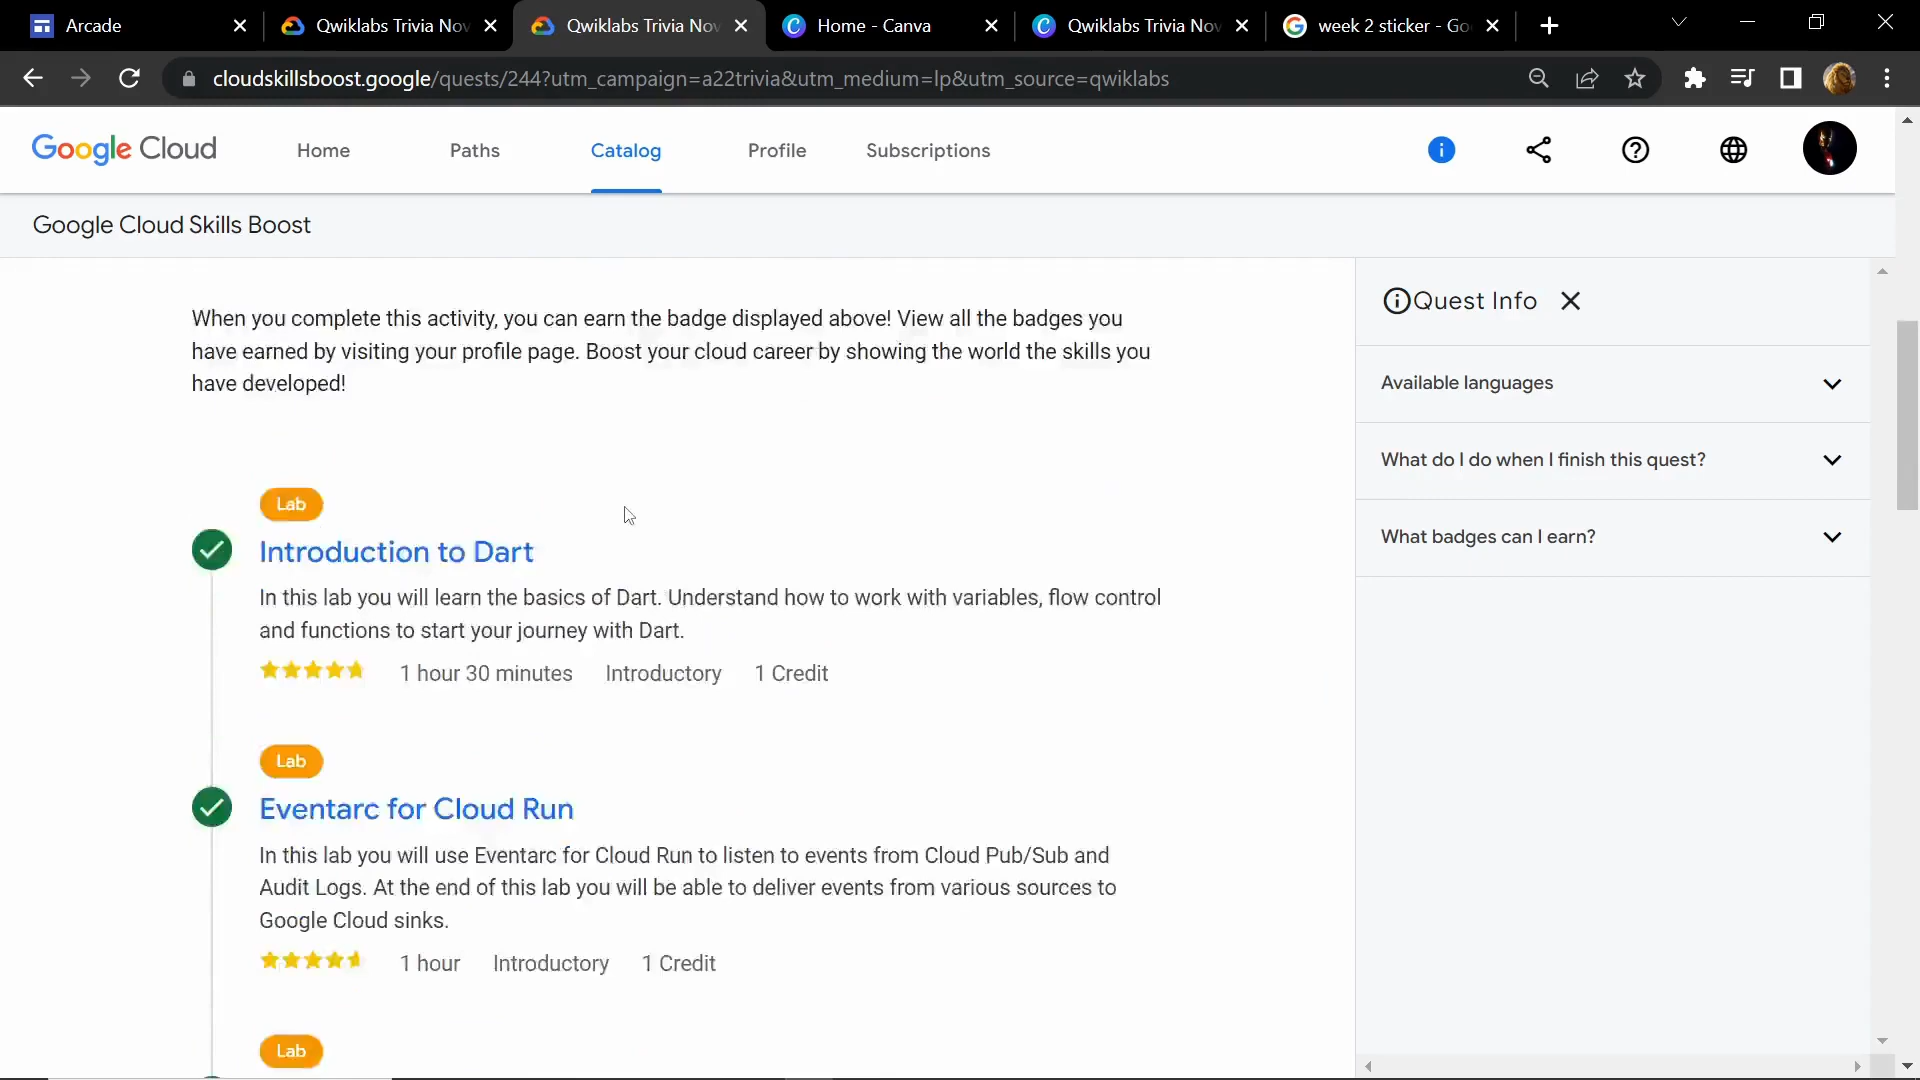 Arcade
Qwiklabs Trivia Nov
Qwiklabs Trivia Nov
Home - Canva
Qwiklabs Trivia Nov
week 2 sticker - Go
cloudskillsboost.google/quests/244?utm_campaign=a22trivia&utm_medium=lp&utm_source=qwiklabs
Google Cloud
Home
Paths
Catalog
Profile
Subscriptions
Google Cloud Skills Boost
When you complete this activity, you can earn the badge displayed above! View all the badges you
have earned by visiting your profile page. Boost your cloud career by showing the world the skills you
have developed!
Lab
Introduction to Dart
In this lab you will learn the basics of Dart. Understand how to work with variables, flow control
and functions to start your journey with Dart.
1 hour 30 minutes Introductory 1 Credit
Lab
Eventarc for Cloud Run
In this lab you will use Eventarc for Cloud Run to listen to events from Cloud Pub/Sub and
Audit Logs. At the end of this lab you will be able to deliver events from various sources to
Google Cloud sinks.
1 hour Introductory 1 Credit
Lab
Quest Info
Available languages
What do I do when I finish this quest?
What badges can I earn?